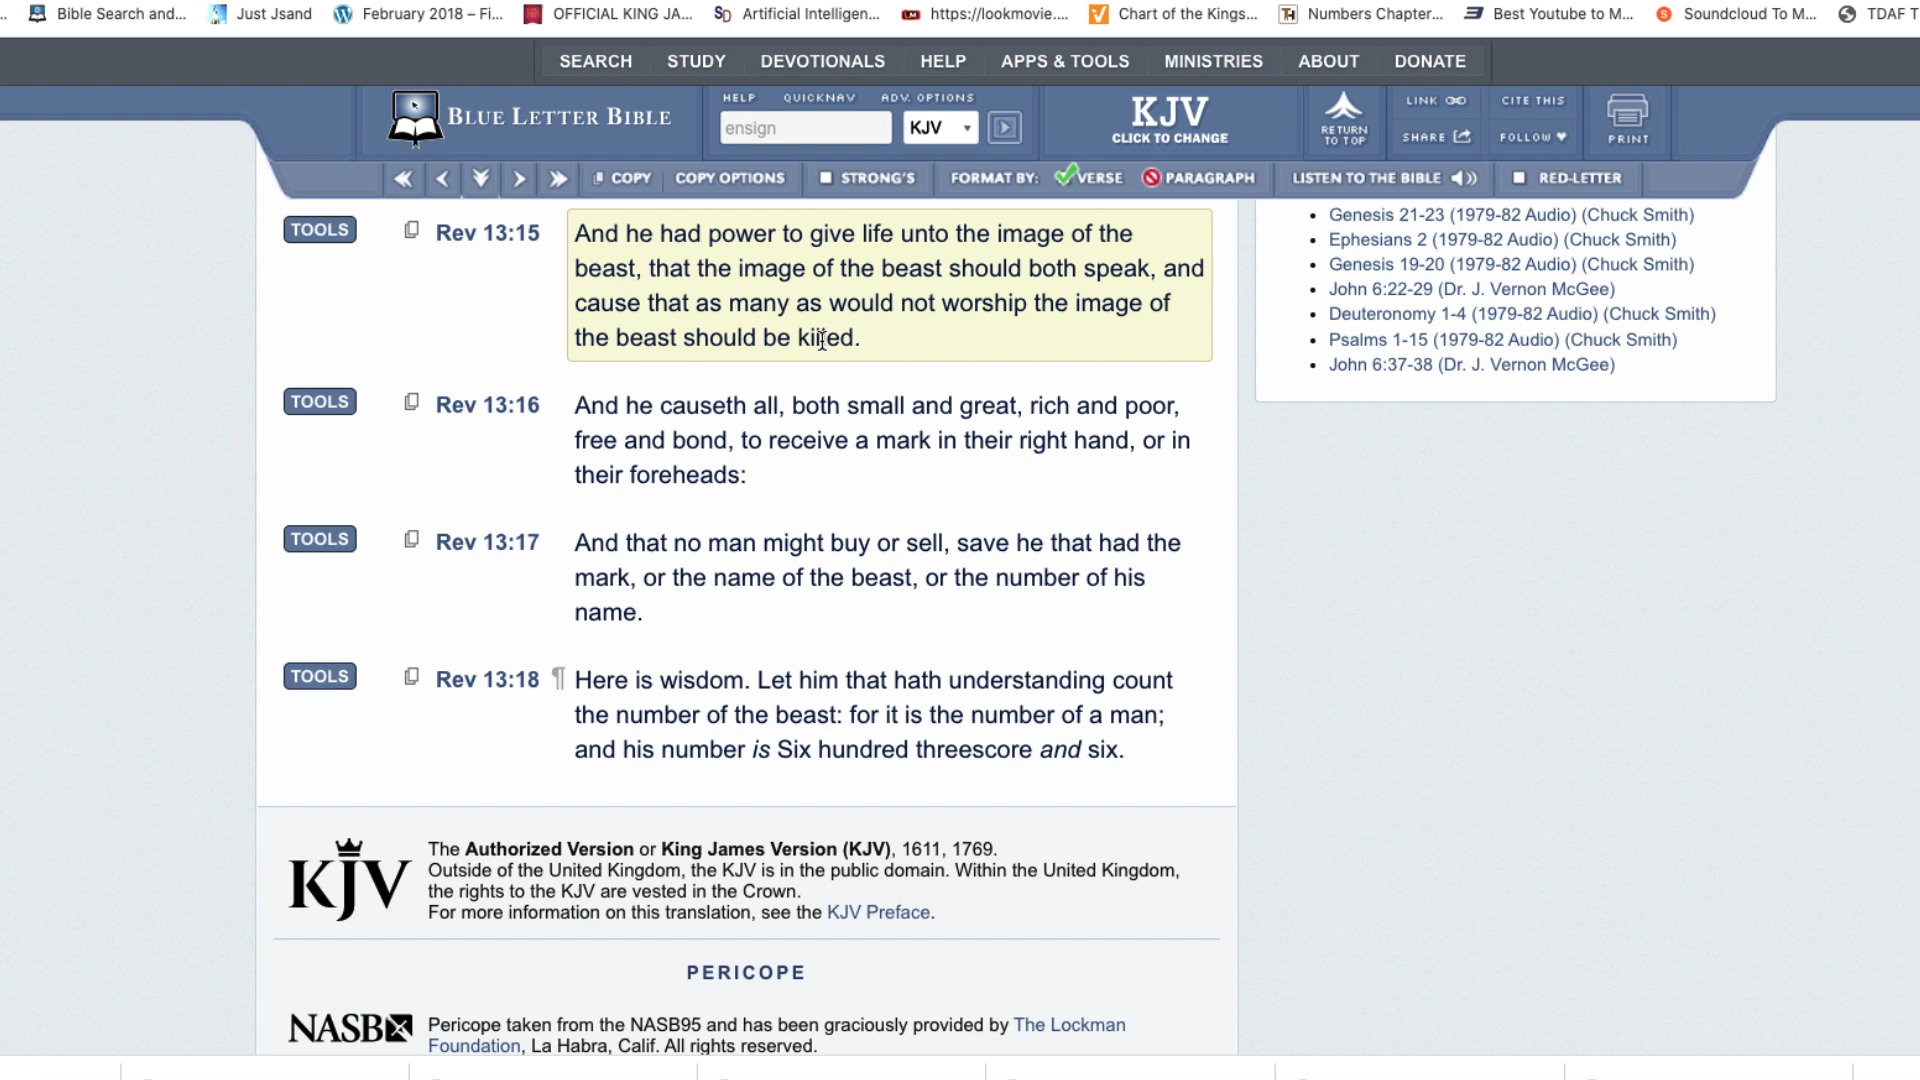 Bible Search and...
Just Jsand
February 2018 – Fi...
OFFICIAL KING JA...
SD
Artificial Intelligen...
LM
https://lookmovie....
Chart of the Kings...
TH
Numbers Chapter...
Best Youtube to M...
S
Soundcloud To M...
TDAF T
SEARCH
STUDY
DEVOTIONALS
HELP
APPS & TOOLS
MINISTRIES
ABOUT
DONATE
BLUE LETTER BIBLE
HELP
QUICKNAV
ADV. OPTIONS
ensign
KJV
KJV
CLICK TO CHANGE
RETURN
TO TOP
LINK
CITE THIS
SHARE
FOLLOW
PRINT
COPY
COPY OPTIONS
STRONG'S
FORMAT BY:
VERSE
PARAGRAPH
LISTEN TO THE BIBLE
RED-LETTER
TOOLS
Rev 13:15
And he had power to give life unto the image of the
beast, that the image of the beast should both speak, and
cause that as many as would not worship the image of
the beast should be killed.
TOOLS
Rev 13:16
And he causeth all, both small and great, rich and poor,
free and bond, to receive a mark in their right hand, or in
their foreheads:
TOOLS
Rev 13:17
And that no man might buy or sell, save he that had the
mark, or the name of the beast, or the number of his
name.
TOOLS
Rev 13:18
¶ Here is wisdom. Let him that hath understanding count
the number of the beast: for it is the number of a man;
and his number is Six hundred threescore and six.
Genesis 21-23 (1979-82 Audio) (Chuck Smith)
Ephesians 2 (1979-82 Audio) (Chuck Smith)
Genesis 19-20 (1979-82 Audio) (Chuck Smith)
John 6:22-29 (Dr. J. Vernon McGee)
Deuteronomy 1-4 (1979-82 Audio) (Chuck Smith)
Psalms 1-15 (1979-82 Audio) (Chuck Smith)
John 6:37-38 (Dr. J. Vernon McGee)
KJV
The Authorized Version or King James Version (KJV), 1611, 1769.
Outside of the United Kingdom, the KJV is in the public domain. Within the United Kingdom,
the rights to the KJV are vested in the Crown.
For more information on this translation, see the KJV Preface.
PERICOPE
NASB
Pericope taken from the NASB95 and has been graciously provided by The Lockman
Foundation, La Habra, Calif. All rights reserved.